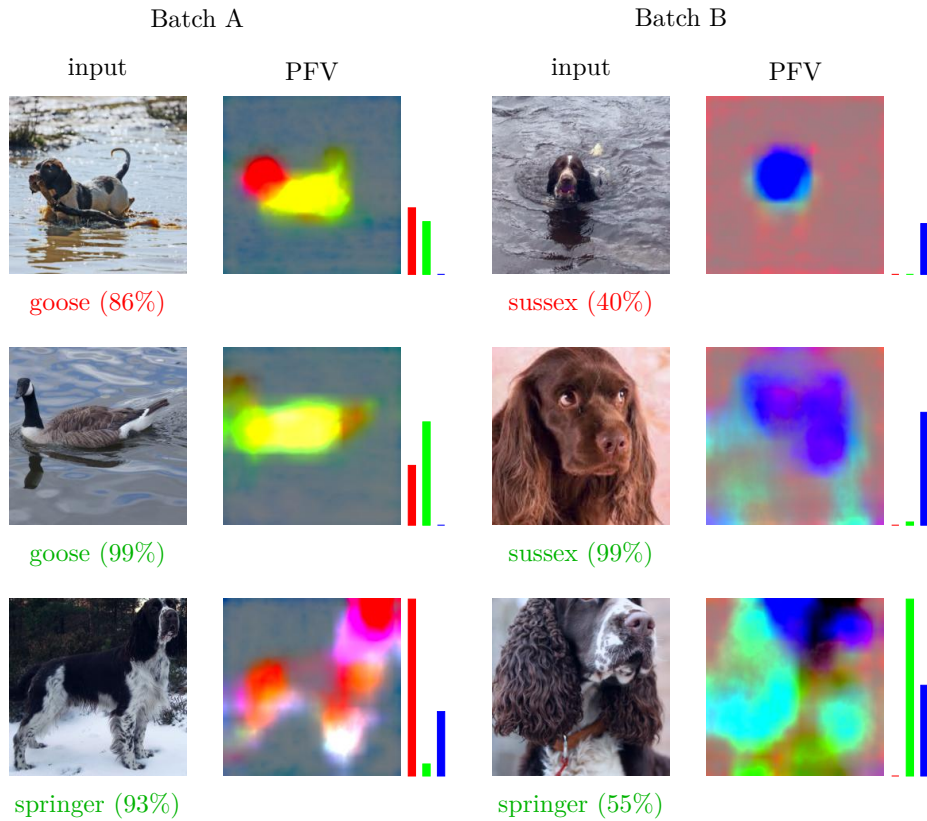 Batch A
Batch B
input
PFV
input
PFV
goose (86%)
sussex (40%)
goose (99%)
sussex (99%)
springer (93%)
springer (55%)